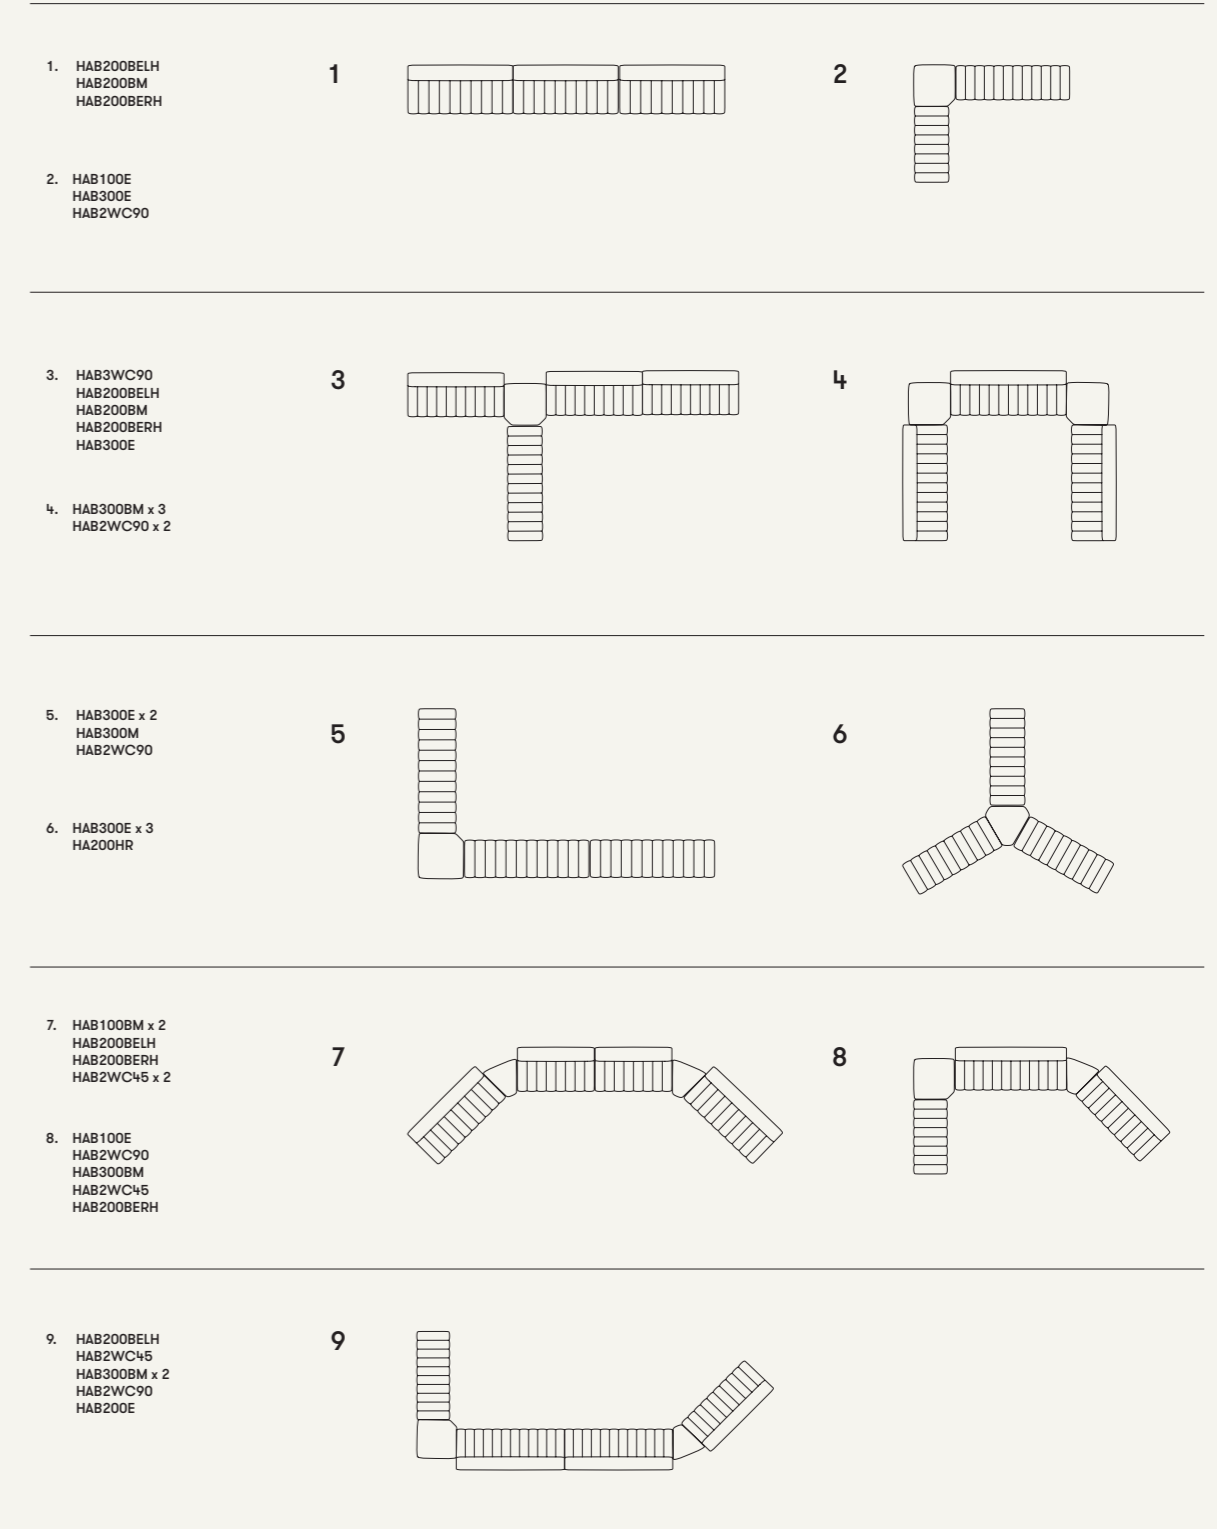 1. HAB200BELH
HAB200BM
HAB200BERH
1
2
2. HAB100E
HAB300E
HAB2WC90
3. HAB3WC90
HAB200BELH
HAB200BM
HAB200BERH
HAB300E
3
4
4. HAB300BM x 3
HAB2WC90 x 2
5. HAB300E x 2
HAB300M
HAB2WC90
5
6
6. HAB300E x 3
HA200HR
7. HAB100BM x 2
HAB200BELH
HAB200BERH
HAB2WC45 x 2
7
8
8. HAB100E
HAB2WC90
HAB300BM
HAB2WC45
HAB200BERH
9. HAB200BELH
HAB2WC45
HAB300BM x 2
HAB2WC90
HAB200E
9